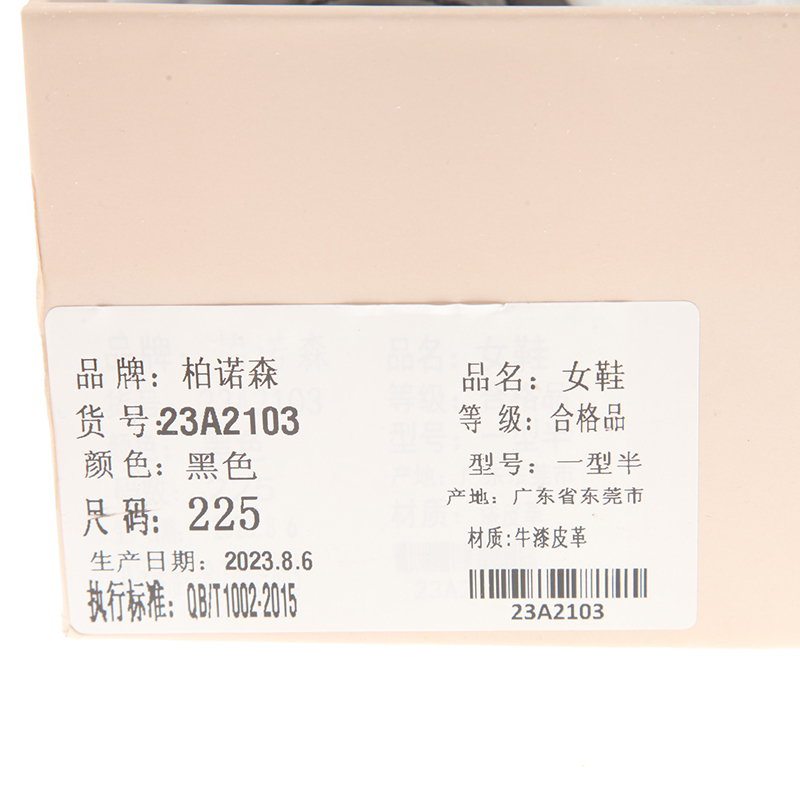 品牌：柏诺森
货号:23A2103
颜色：黑色
尺码：225
生产日期：2023.8.6
执行标准：QB/T1002-2015
品名：女鞋
等级：合格品
型号：一型半
产地：广东省东莞市
材质:牛漆皮革
23A2103